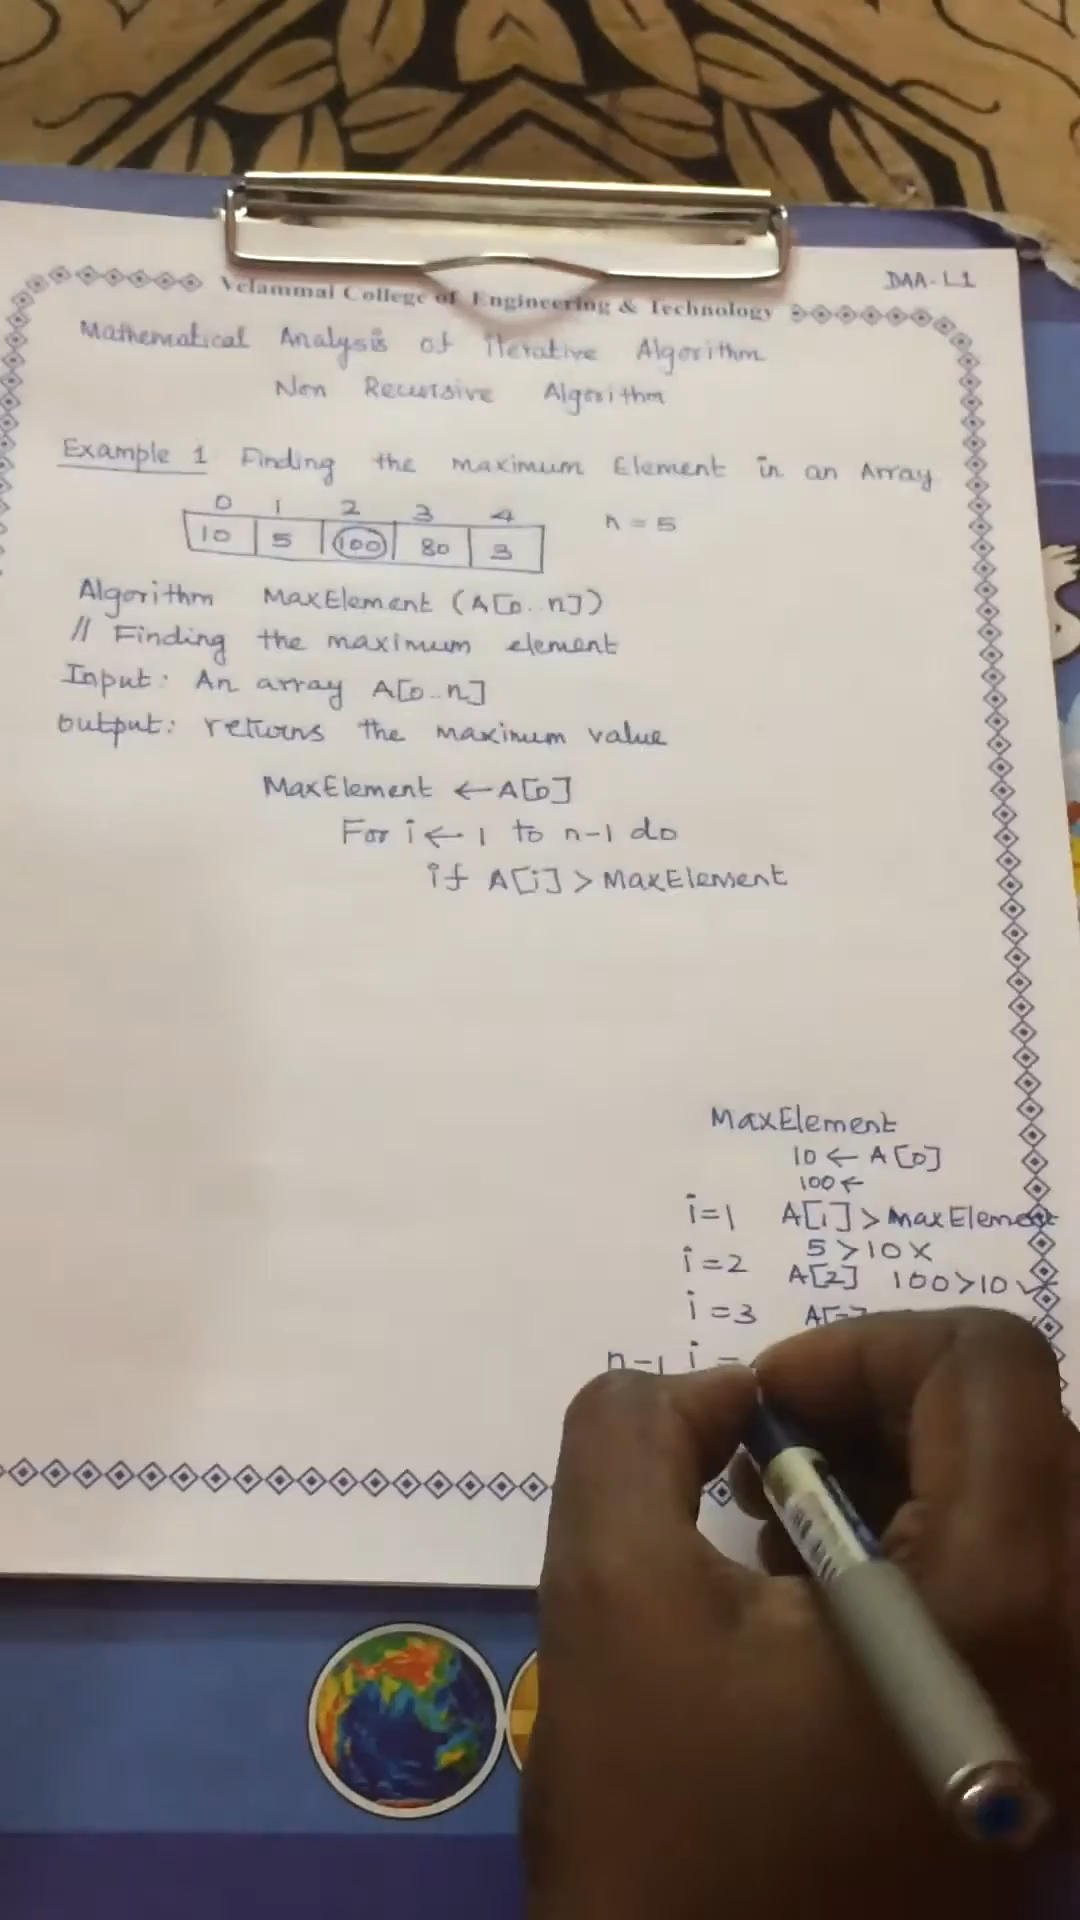 DAA-L1
Velammal College of Engineering & Technology
Mathematical Analysis of iterative Algorithm
Non Recursive Algorithm
Example 1 Finding the maximum Element in an Array
0 1 2 3 4
10 5 100 80 3 n = 5
Algorithm MaxElement (A[0..n])
// Finding the maximum element
Input: An array A[0..n]
output: returns the maximum value
MaxElement ← A[0]
For i ← 1 to n-1 do
if A[i] > MaxElement
MaxElement
10 ← A[0]
100 ←
i=1 A[1] > MaxElement
5 > 10 x
i=2 A[2] 100>10 ✓
i=3
n-1 i =